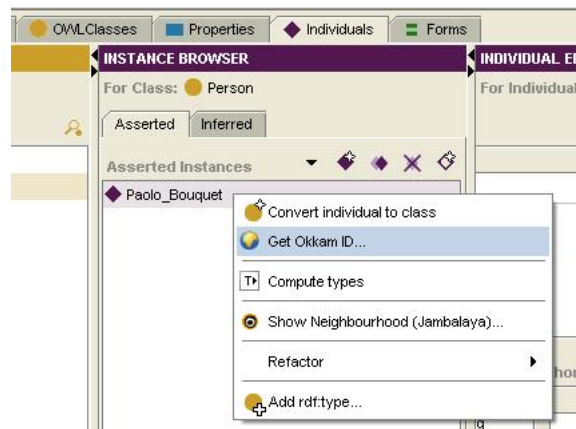 OWLClasses Properties Individuals Forms
INSTANCE BROWSER
INDIVIDUAL
For Class: Person
For Individual
Asserted Inferred
Asserted Instances
Paolo_Bouquet
Convert individual to class
Get Okkam ID...
Compute types
Show Neighbourhood (Jambalaya)...
Refactor
Add rdf:type...